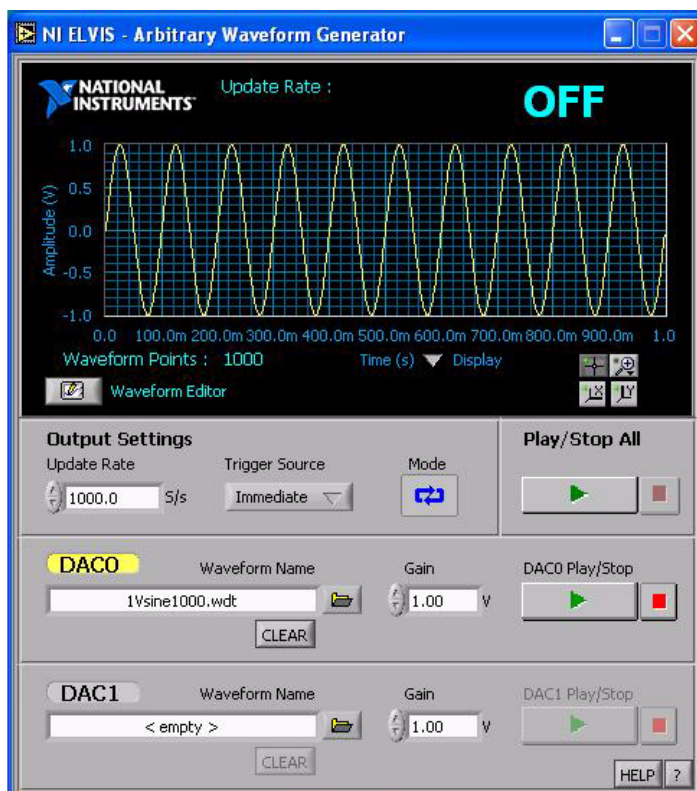 NI ELVIS - Arbitrary Waveform Generator
NATIONAL INSTRUMENTS
Update Rate :
OFF
1.0
0.5
0.0
-0.5
-1.0
Amplitude (V)
0.0 100.0m 200.0m 300.0m 400.0m 500.0m 600.0m 700.0m 800.0m 900.0m 1.0
Waveform Points : 1000
Time (s)
Display
Waveform Editor
X
Y
Output Settings
Update Rate
1000.0 S/s
Trigger Source
Immediate
Mode
Play/Stop All
DAC0
Waveform Name
1Vsine1000.wdt
CLEAR
Gain
1.00 V
DAC0 Play/Stop
DAC1
Waveform Name
< empty >
CLEAR
Gain
1.00 V
DAC1 Play/Stop
HELP
?